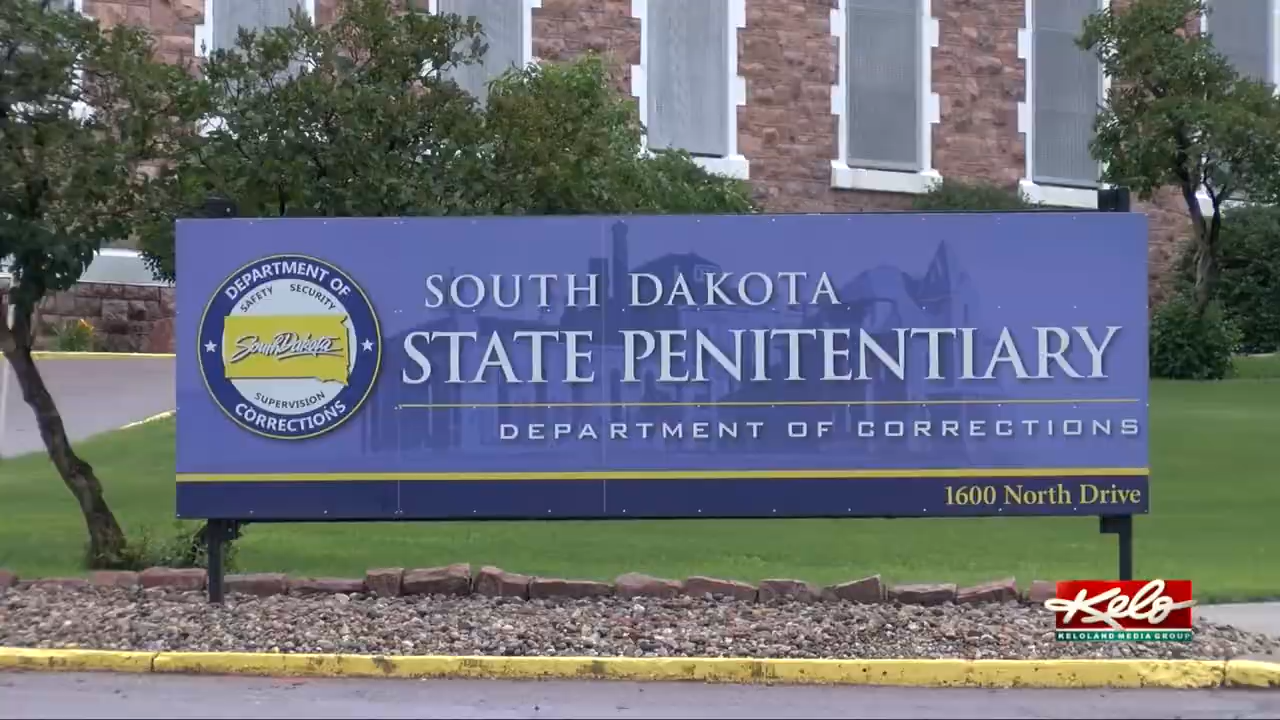 DEPARTMENT OF
SAFETY SECURITY
South Dakota
SUPERVISION
CORRECTIONS
SOUTH DAKOTA
STATE PENITENTIARY
DEPARTMENT OF CORRECTIONS
1600 North Drive
Kelo
KELOLAND MEDIA GROUP